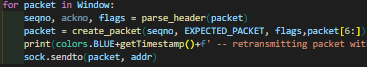 for packet in Window:
seqno, ackno, flags = parse_header(packet)
packet = create_packet(seqno, EXPECTED_PACKET, flags,packet[6:])
print(colors.BLUE+getTimestamp()+f' -- retransmitting packet wit
sock.sendto(packet, addr)